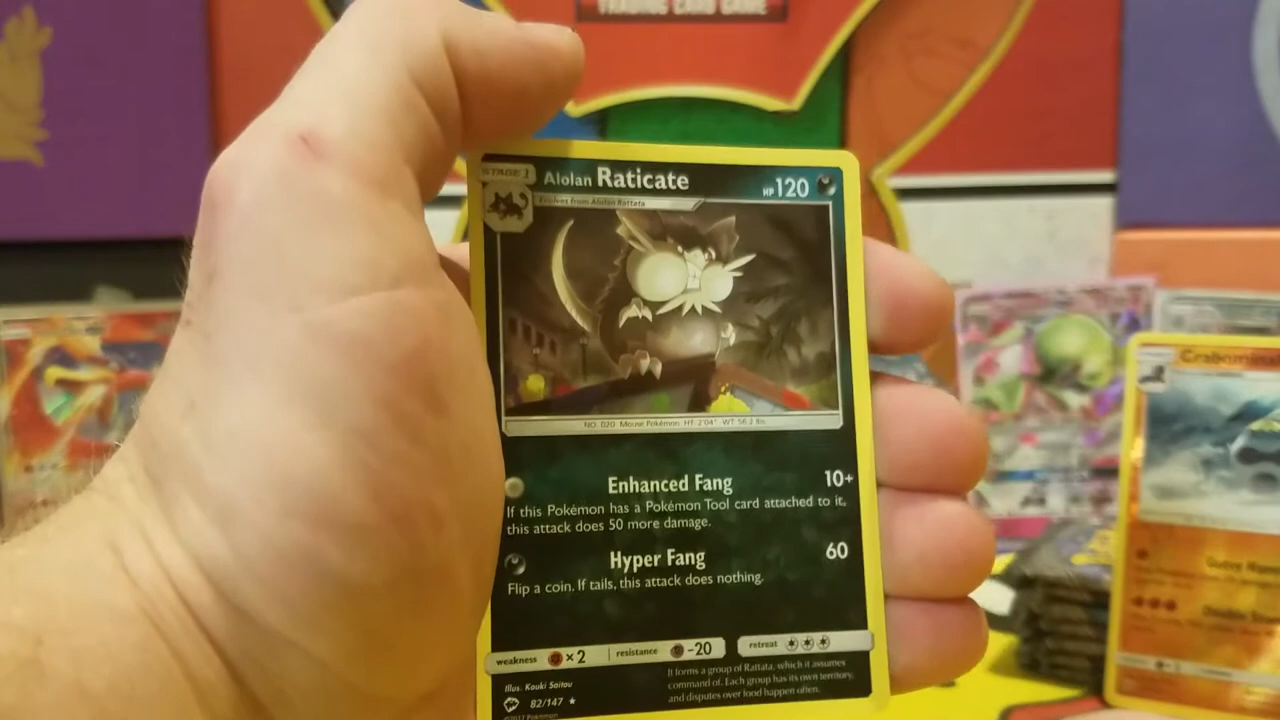 TRADING CARD GAME
STAGE 1
Alolan Raticate
HP 120
Evolves from Alolan Rattata
NO. 020 Mouse Pokémon HT: 2'04" WT: 56.2 lbs.
Enhanced Fang 10+
If this Pokémon has a Pokémon Tool card attached to it,
this attack does 50 more damage.
Hyper Fang 60
Flip a coin. If tails, this attack does nothing.
weakness ×2 resistance -20 retreat
Illus. Kouki Saitou
82/147 ★
©2017 Pokémon
It forms a group of Rattata, which it assumes
command of. Each group has its own territory,
and disputes over food happen often.